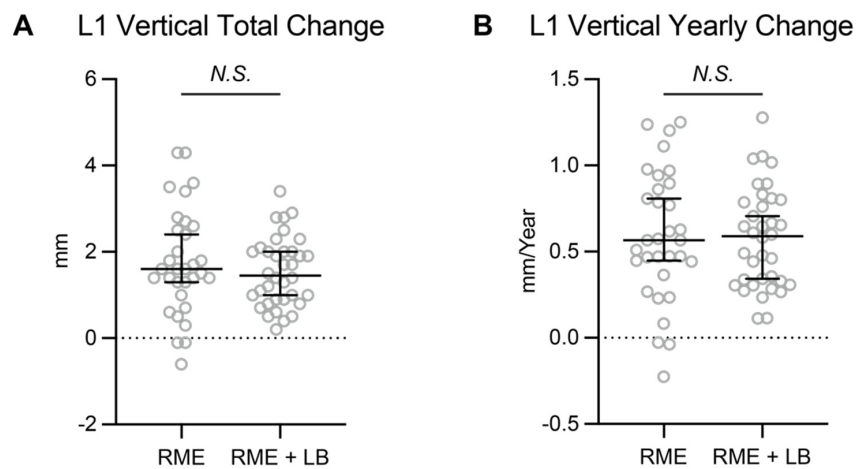 A L1 Vertical Total Change
N.S.
6
4
2
0
-2
mm
RME RME + LB
B L1 Vertical Yearly Change
N.S.
1.5
1.0
0.5
0.0
-0.5
mm/Year
RME RME + LB